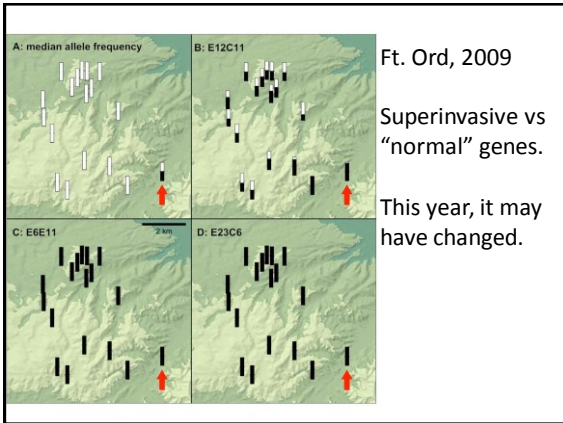 A: median allele frequency
B: E12C11
C: E6E11
2 km
D: E23C6
Ft. Ord, 2009
Superinvasive vs
“normal” genes.
This year, it may
have changed.